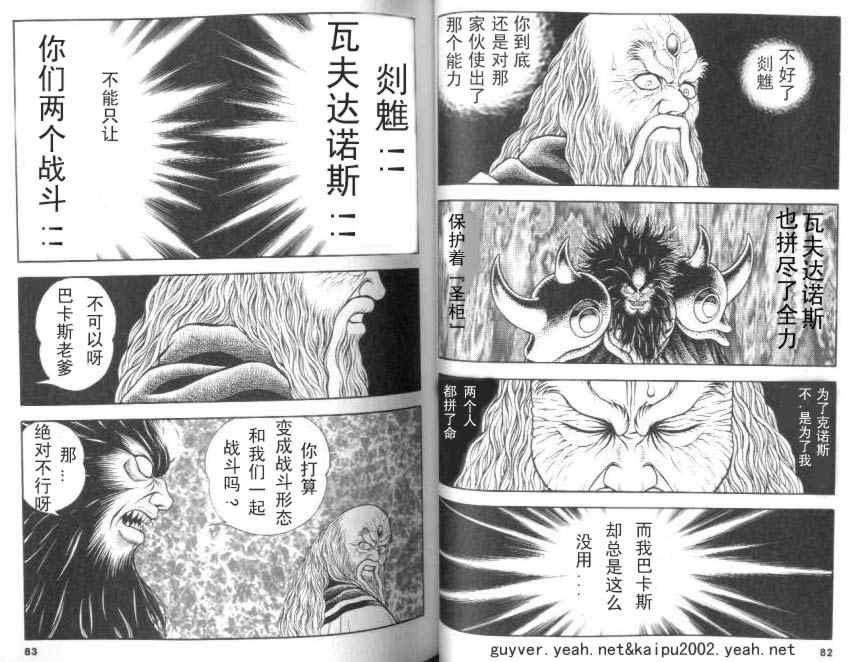 不好了
剡魋
你到底
还是对那
家伙使出了
那个能力
瓦夫达诺斯
也拼尽了全力
保护着「圣柜」
为了克诺斯
不·是为了我
两个人
都拼了命
而我巴卡斯
却总是这么
没用...
剡魋!!
瓦夫达诺斯!!
不能只让
你们两个战斗!!
不可以呀
巴卡斯老爹
你打算
变成战斗形态
和我们一起
战斗吗?
那...
绝对不行呀
83
guyver.yeah.net&kaipu2002.yeah.net
82